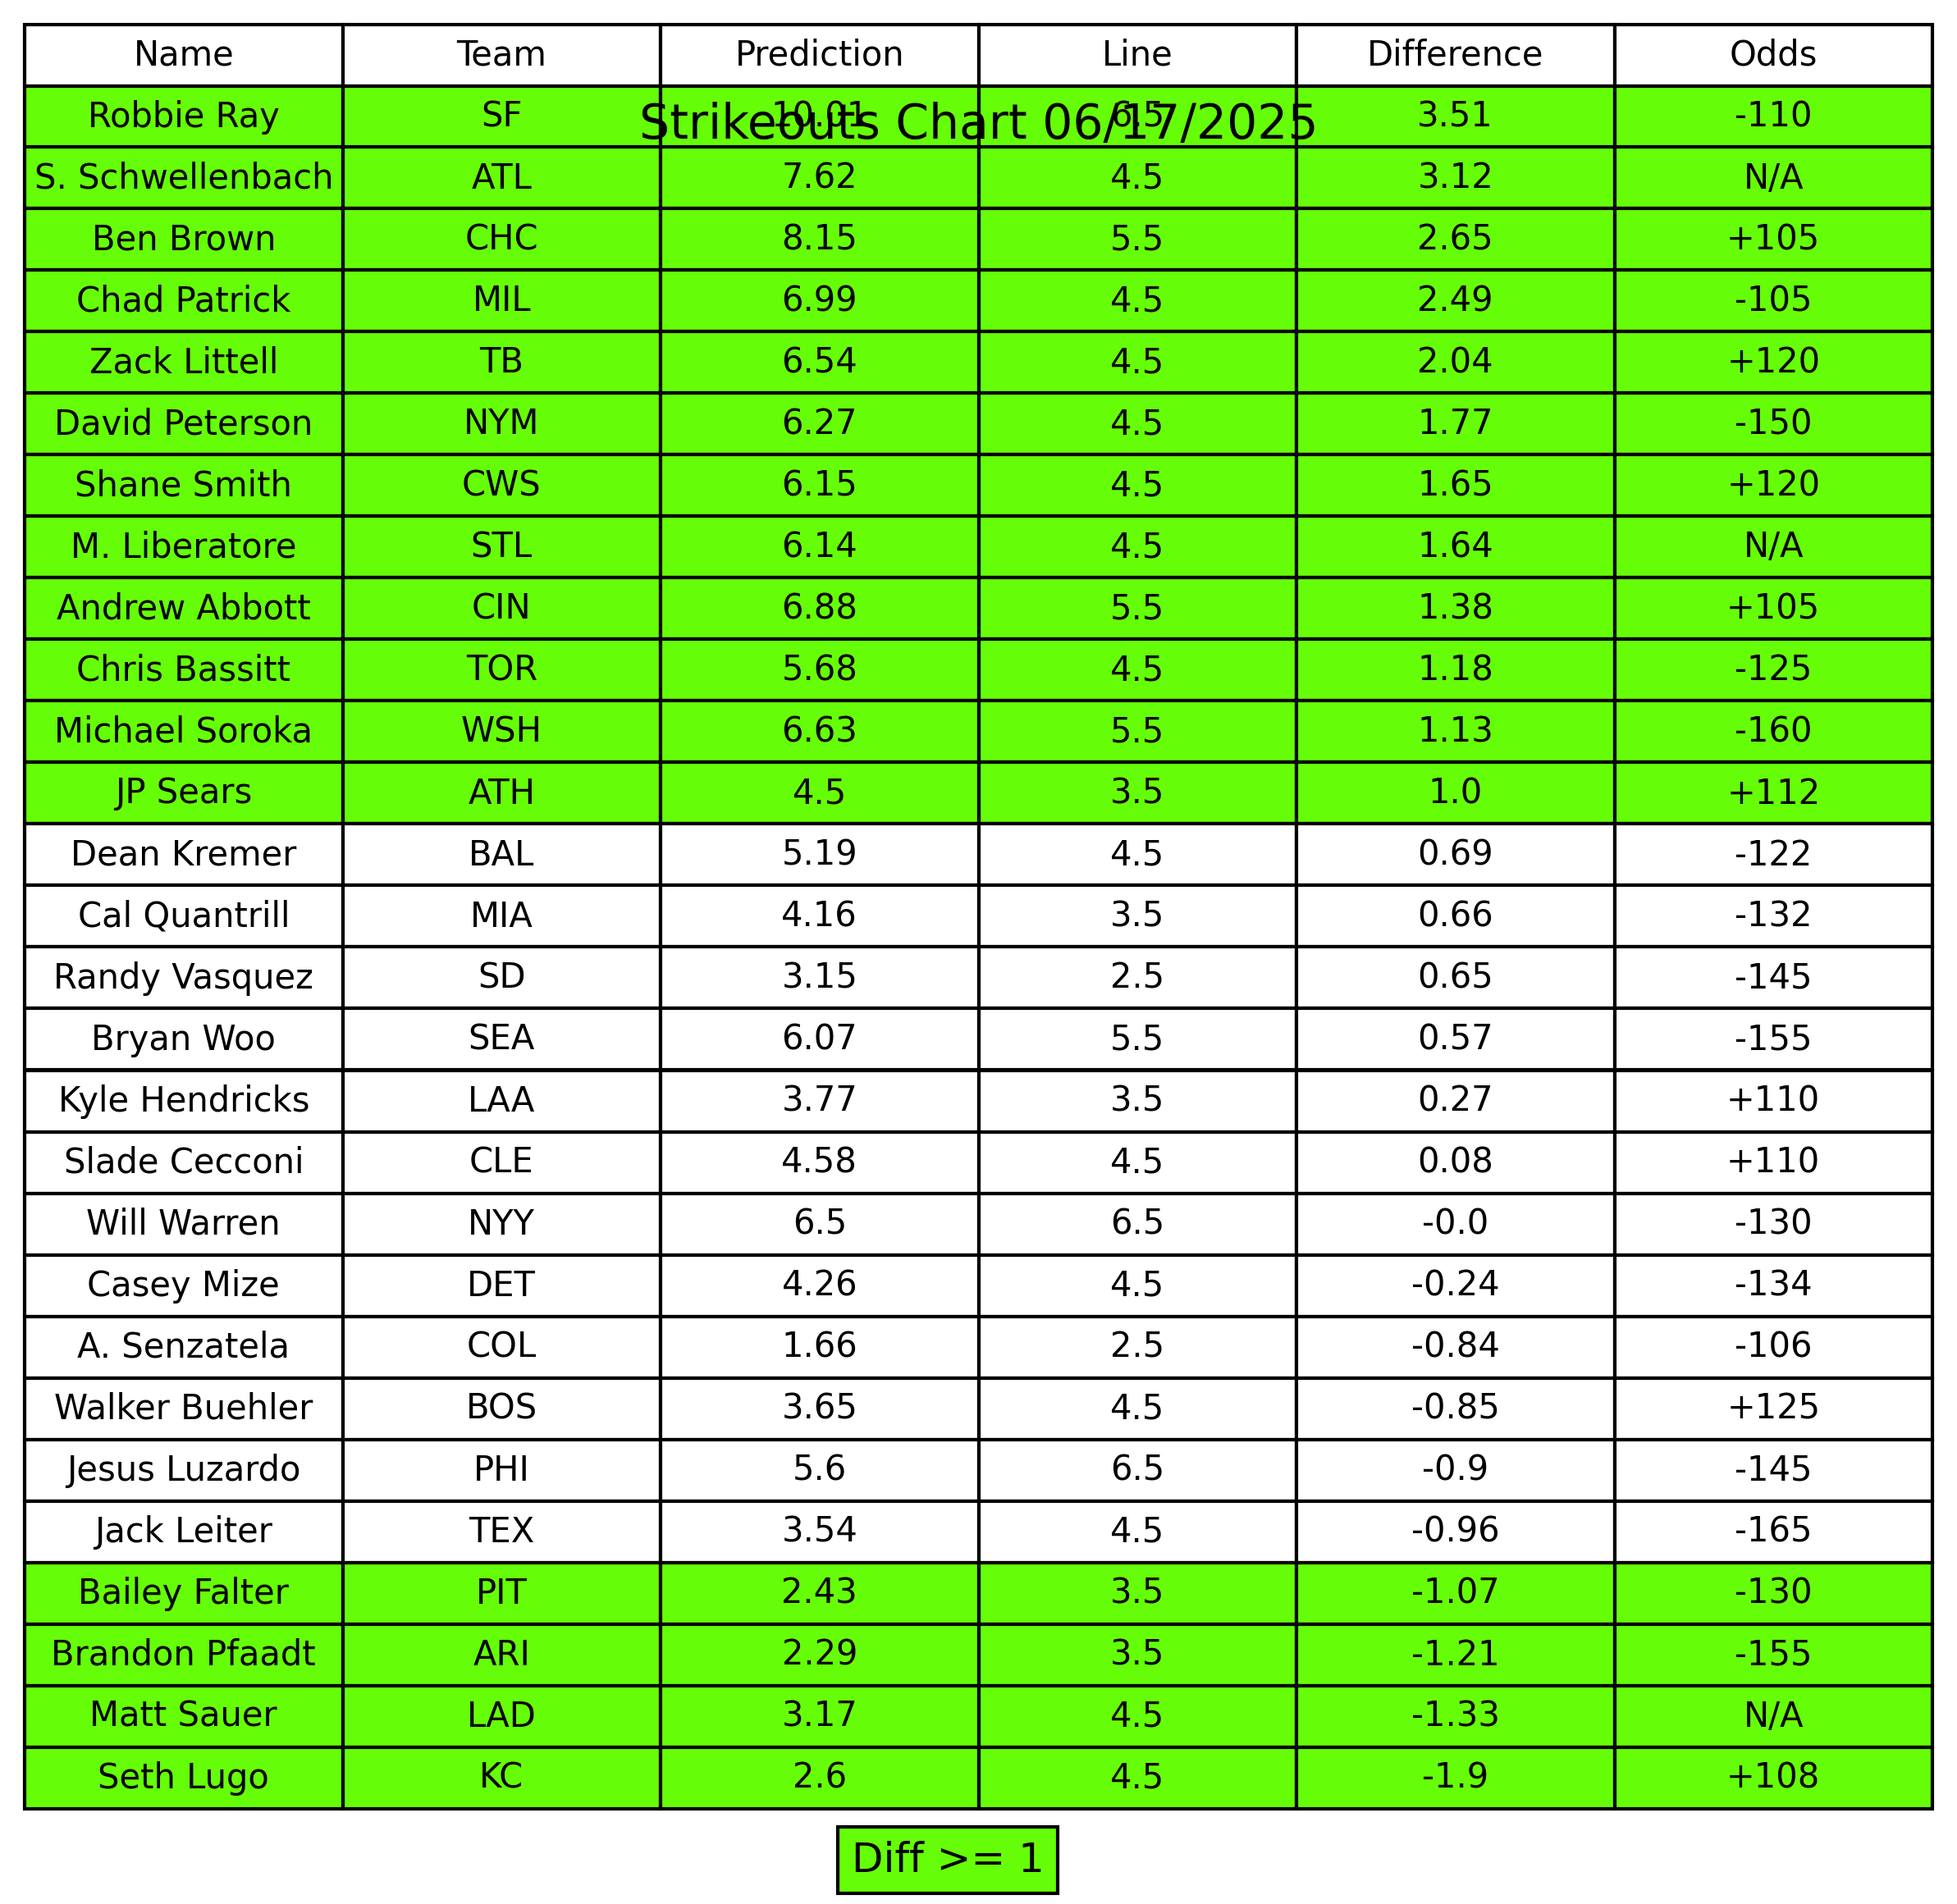 Name Team Prediction Line Difference Odds
Strikeouts Chart 06/17/2025
Robbie Ray SF 10.01 6.5 3.51 -110
S. Schwellenbach ATL 7.62 4.5 3.12 N/A
Ben Brown CHC 8.15 5.5 2.65 +105
Chad Patrick MIL 6.99 4.5 2.49 -105
Zack Littell TB 6.54 4.5 2.04 +120
David Peterson NYM 6.27 4.5 1.77 -150
Shane Smith CWS 6.15 4.5 1.65 +120
M. Liberatore STL 6.14 4.5 1.64 N/A
Andrew Abbott CIN 6.88 5.5 1.38 +105
Chris Bassitt TOR 5.68 4.5 1.18 -125
Michael Soroka WSH 6.63 5.5 1.13 -160
JP Sears ATH 4.5 3.5 1.0 +112
Dean Kremer BAL 5.19 4.5 0.69 -122
Cal Quantrill MIA 4.16 3.5 0.66 -132
Randy Vasquez SD 3.15 2.5 0.65 -145
Bryan Woo SEA 6.07 5.5 0.57 -155
Kyle Hendricks LAA 3.77 3.5 0.27 +110
Slade Cecconi CLE 4.58 4.5 0.08 +110
Will Warren NYY 6.5 6.5 -0.0 -130
Casey Mize DET 4.26 4.5 -0.24 -134
A. Senzatela COL 1.66 2.5 -0.84 -106
Walker Buehler BOS 3.65 4.5 -0.85 +125
Jesus Luzardo PHI 5.6 6.5 -0.9 -145
Jack Leiter TEX 3.54 4.5 -0.96 -165
Bailey Falter PIT 2.43 3.5 -1.07 -130
Brandon Pfaadt ARI 2.29 3.5 -1.21 -155
Matt Sauer LAD 3.17 4.5 -1.33 N/A
Seth Lugo KC 2.6 4.5 -1.9 +108
Diff >= 1